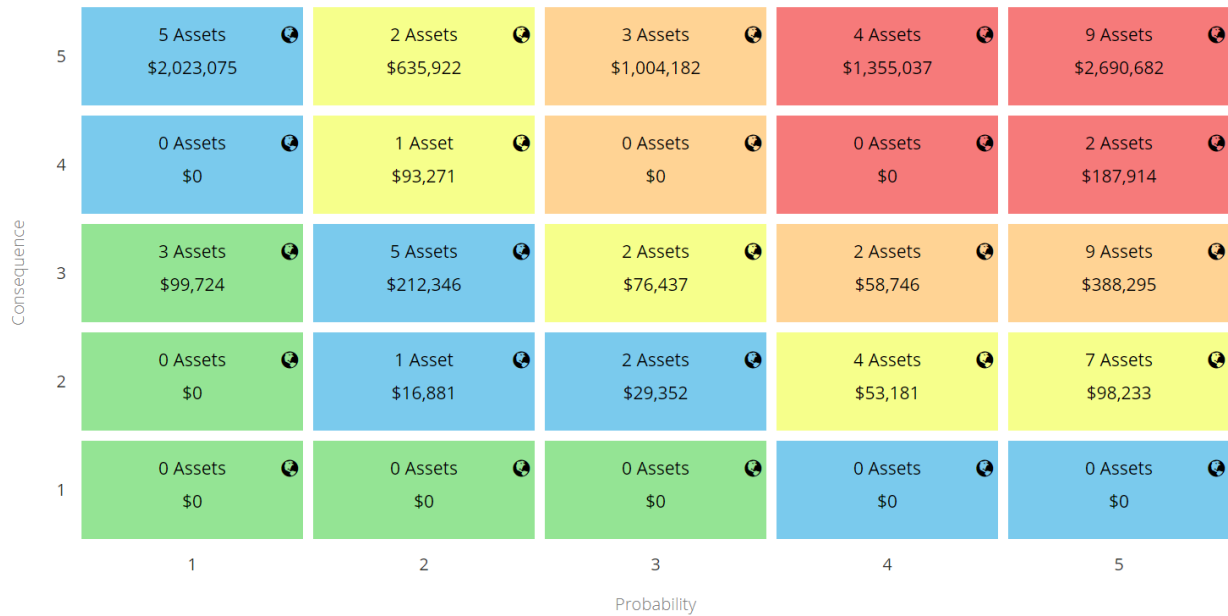 5 Assets 2 Assets 3 Assets 4 Assets 9 Assets
5 $2,023,075 $635,922 $1,004,182 $1,355,037 $2,690,682
0 Assets 1 Asset 0 Assets 0 Assets 2 Assets
4 $0 $93,271 $0 $0 $187,914
Consequence
3 Assets 5 Assets 2 Assets 2 Assets 9 Assets
3 $99,724 $212,346 $76,437 $58,746 $388,295
0 Assets 1 Asset 2 Assets 4 Assets 7 Assets
2 $0 $16,881 $29,352 $53,181 $98,233
0 Assets 0 Assets 0 Assets 0 Assets 0 Assets
1 $0 $0 $0 $0 $0
1 2 3 4 5
Probability